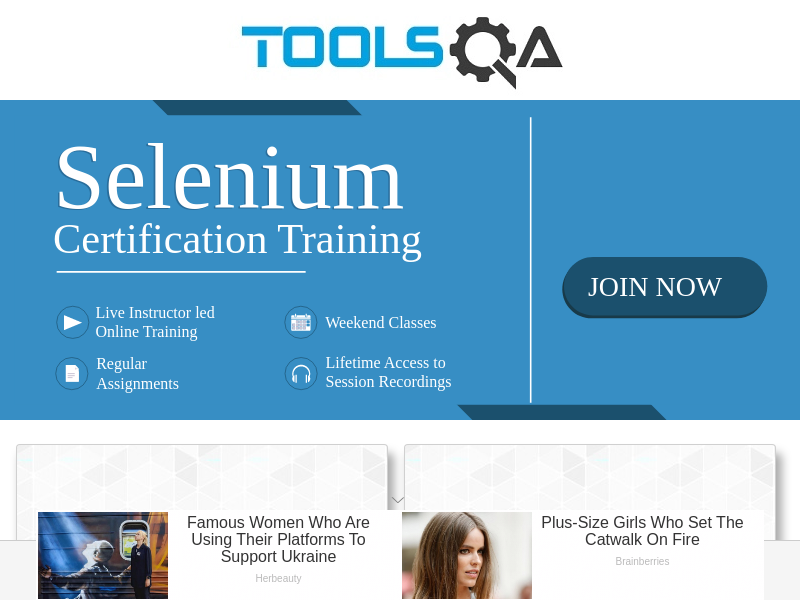 TOOLSQA
Selenium
Certification Training
JOIN NOW
Live Instructor led
Online Training
Weekend Classes
Regular
Assignments
Lifetime Access to
Session Recordings
Famous Women Who Are
Using Their Platforms To
Support Ukraine
Herbeauty
Plus-Size Girls Who Set The
Catwalk On Fire
Brainberries